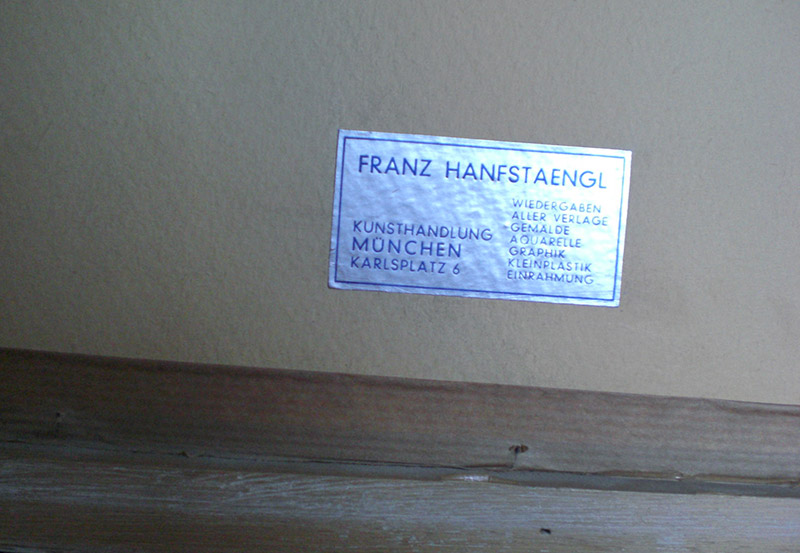 FRANZ HANFSTAENGL
KUNSTHANDLUNG
MÜNCHEN
KARLSPLATZ 6
WIEDERGABEN
ALLER VERLAGE
GEMÄLDE
AQUARELLE
GRAPHIK
KLEINPLASTIK
EINRAHMUNG